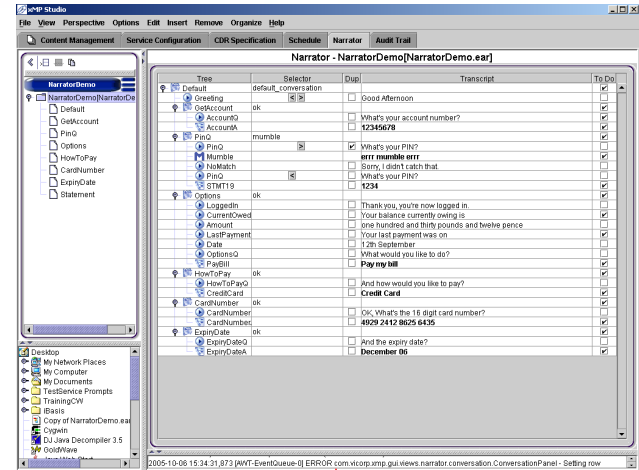 xMP Studio
File View Perspective Options Edit Insert Remove Organize Help
Content Management Service Configuration CDR Specification Schedule Narrator Audit Trail
Narrator - NarratorDemo[NarratorDemo.ear]
NarratorDemo
NarratorDemo[NarratorDe
Default
GetAccount
PinQ
Options
HowToPay
CardNumber
ExpiryDate
Statement
Tree Selector Dup Transcript To Do
Default default_conversation
Greeting < > Good Afternoon
GetAccount ok
AccountQ What's your account number?
AccountA 12345678
PinQ mumble
PinQ > What's your PIN?
Mumble errr mumble errr
NoMatch Sorry, I didn't catch that.
PinQ < What's your PIN?
STMT19 1234
Options ok
LoggedIn Thank you, you're now logged in.
CurrentOwed Your balance currently owing is
Amount one hundred and thirty pounds and twelve pence
LastPayment Your last payment was on
Date 12th September
OptionsQ What would you like to do?
PayBill Pay my bill
HowToPay ok
HowToPayQ And how would you like to pay?
CreditCard Credit Card
CardNumber ok
CardNumber OK, What's the 16 digit card number?
CardNumber. 4929 2412 8625 6435
ExpiryDate ok
ExpiryDateQ And the expiry date?
ExpiryDateA December 06
Desktop
My Network Places
My Computer
My Documents
TestService Prompts
TrainingCW
iBasis
Copy of NarratorDemo.ear
Cygwin
DJ Java Decompiler 3.5
GoldWave
2005-10-06 15:34:31,873 [AWT-EventQueue-0] ERROR com.vicorp.xmp.gui.views.narrator.conversation.ConversationPanel - Setting row